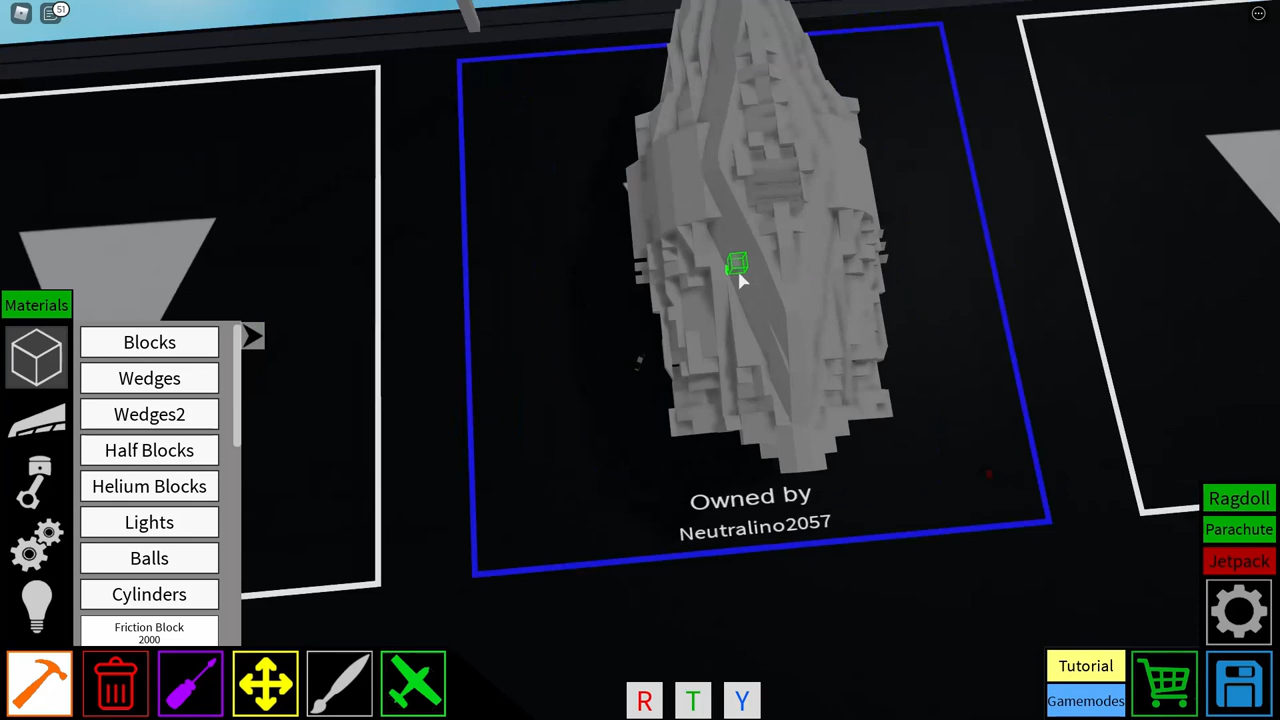 51
Materials
Blocks
Wedges
Wedges2
Half Blocks
Helium Blocks
Lights
Balls
Cylinders
Friction Block
2000
Owned by
Neutralino2057
Ragdoll
Parachute
Jetpack
Tutorial
Gamemodes
R T Y